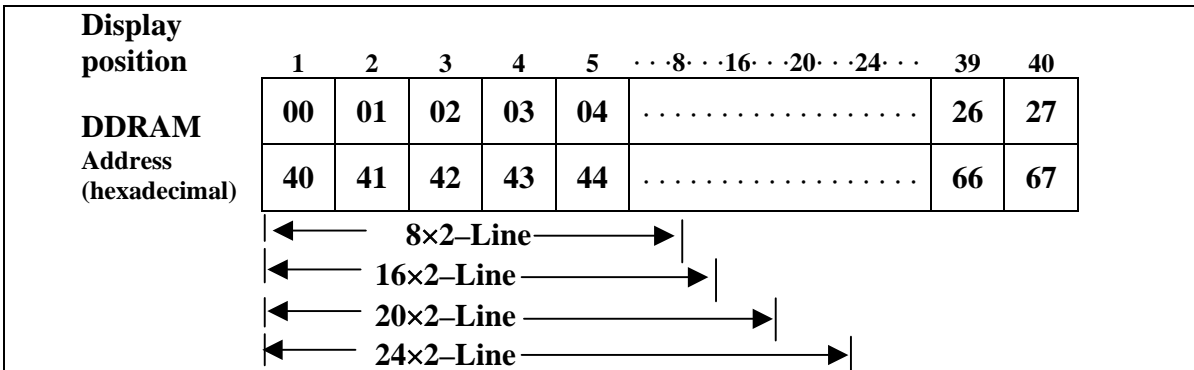 Display
position 1 2 3 4 5 · · ·8· · ·16· · ·20· · ·24· · · 39 40
DDRAM 00 01 02 03 04 . . . . . . . . . . . . . . . . . . 26 27
Address
(hexadecimal) 40 41 42 43 44 . . . . . . . . . . . . . . . . . . 66 67
8×2–Line
16×2–Line
20×2–Line
24×2–Line